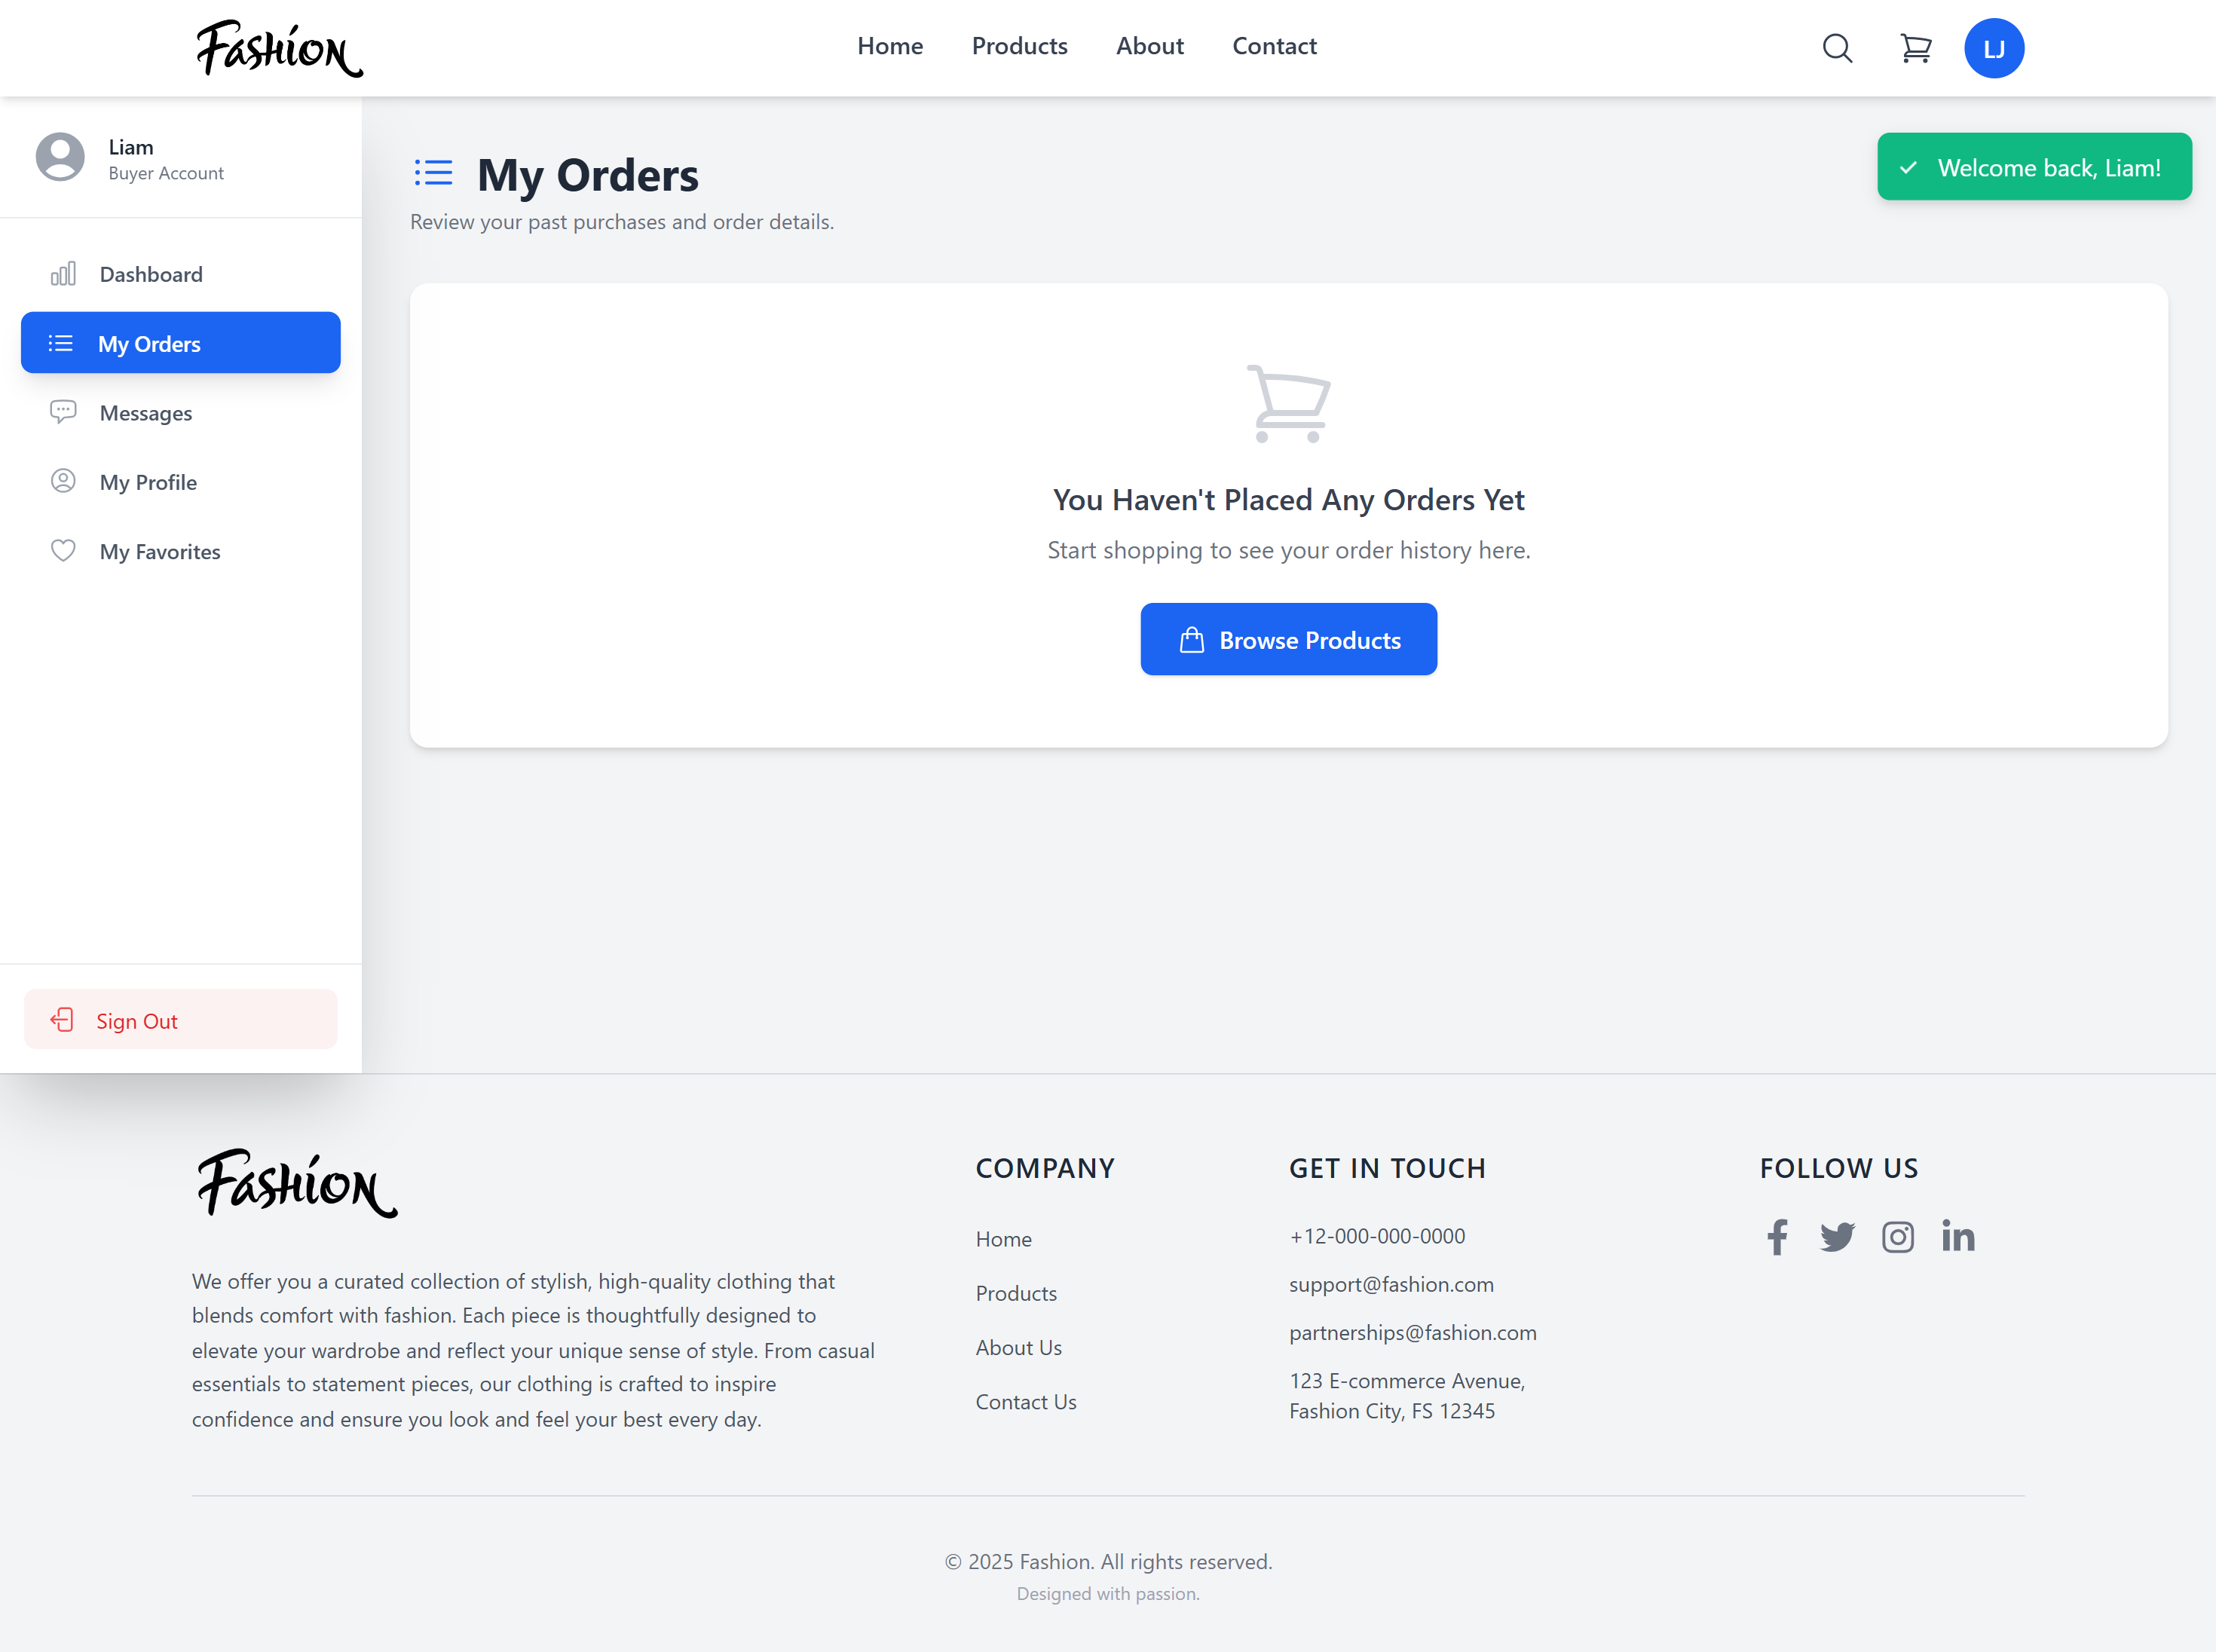 Fashion
Home
Products
About
Contact
LJ
Liam
Buyer Account
Dashboard
My Orders
Messages
My Profile
My Favorites
Sign Out
My Orders
Review your past purchases and order details.
Welcome back, Liam!
You Haven't Placed Any Orders Yet
Start shopping to see your order history here.
Browse Products
Fashion
We offer you a curated collection of stylish, high-quality clothing that
blends comfort with fashion. Each piece is thoughtfully designed to
elevate your wardrobe and reflect your unique sense of style. From casual
essentials to statement pieces, our clothing is crafted to inspire
confidence and ensure you look and feel your best every day.
COMPANY
Home
Products
About Us
Contact Us
GET IN TOUCH
+12-000-000-0000
support@fashion.com
partnerships@fashion.com
123 E-commerce Avenue,
Fashion City, FS 12345
FOLLOW US
© 2025 Fashion. All rights reserved.
Designed with passion.